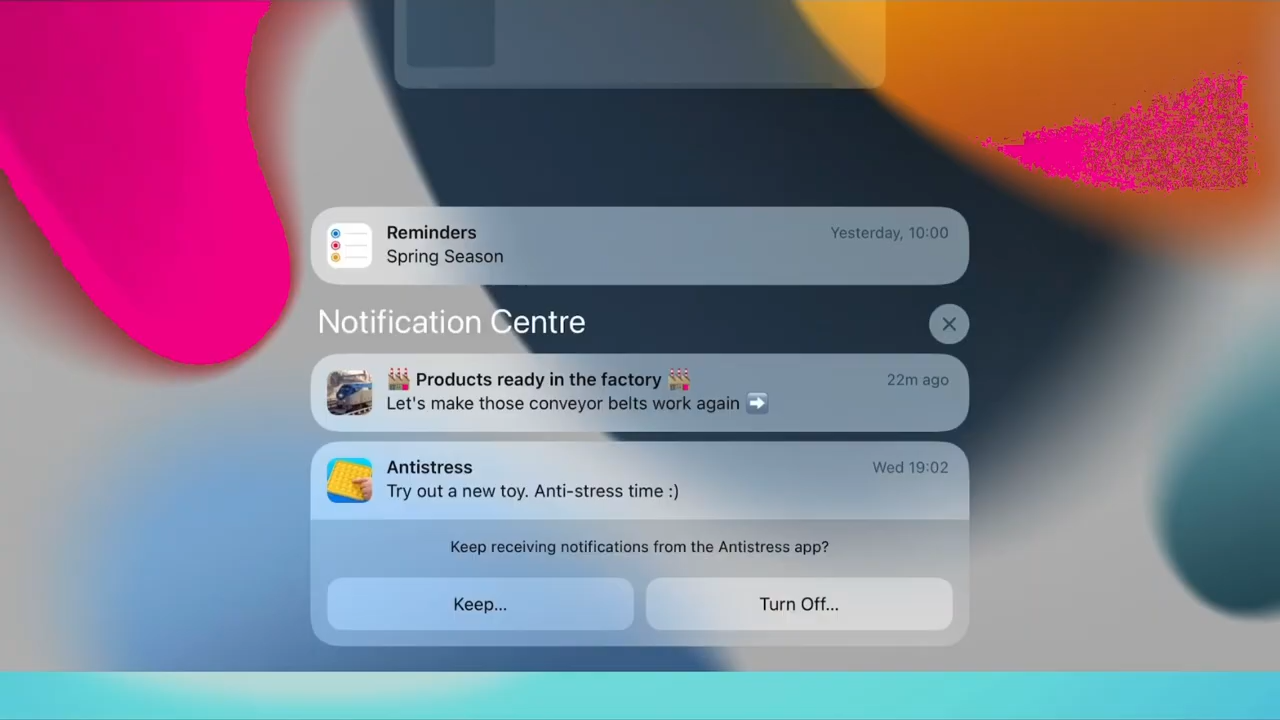 Reminders
Yesterday, 10:00
Spring Season
Notification Centre
🏭 Products ready in the factory 🏭
22m ago
Let's make those conveyor belts work again ➡️
Antistress
Wed 19:02
Try out a new toy. Anti-stress time :)
Keep receiving notifications from the Antistress app?
Keep...
Turn Off...